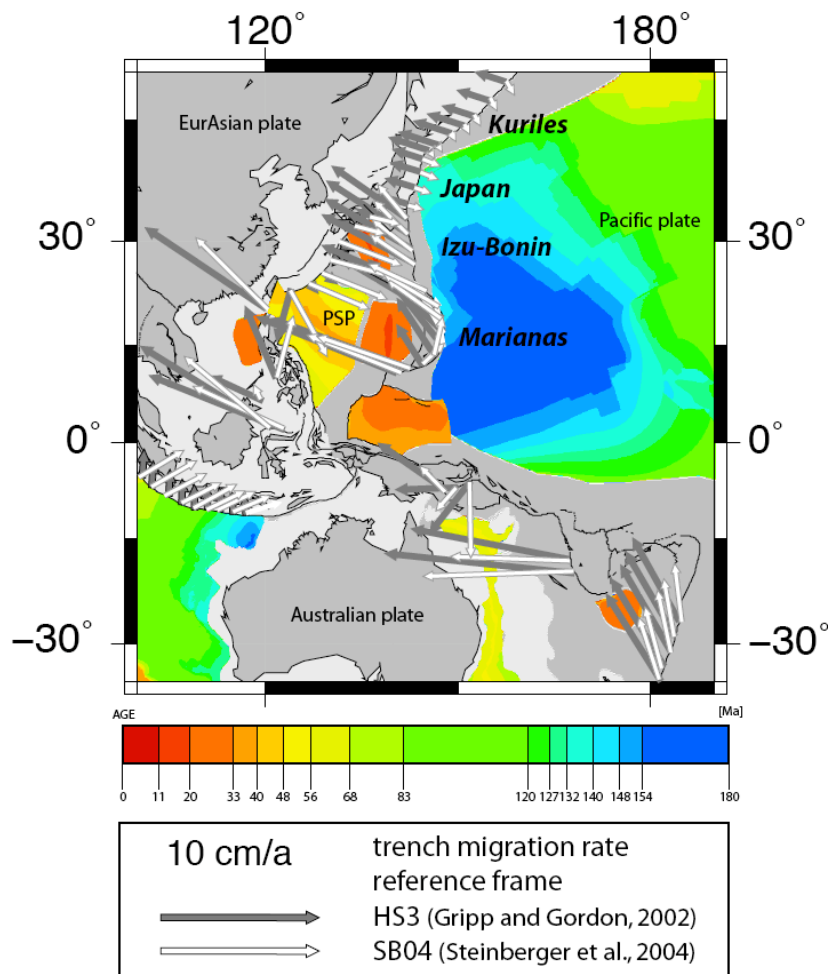 120° 180°
EurAsian plate
Kuriles
Japan
Pacific plate
30° 30°
Izu-Bonin
PSP
Marianas
0° 0°
Australian plate
−30° −30°
AGE [Ma]
0 11 20 33 40 48 56 68 83 120 127 132 140 148 154 180
10 cm/a trench migration rate
reference frame
HS3 (Gripp and Gordon, 2002)
SB04 (Steinberger et al., 2004)